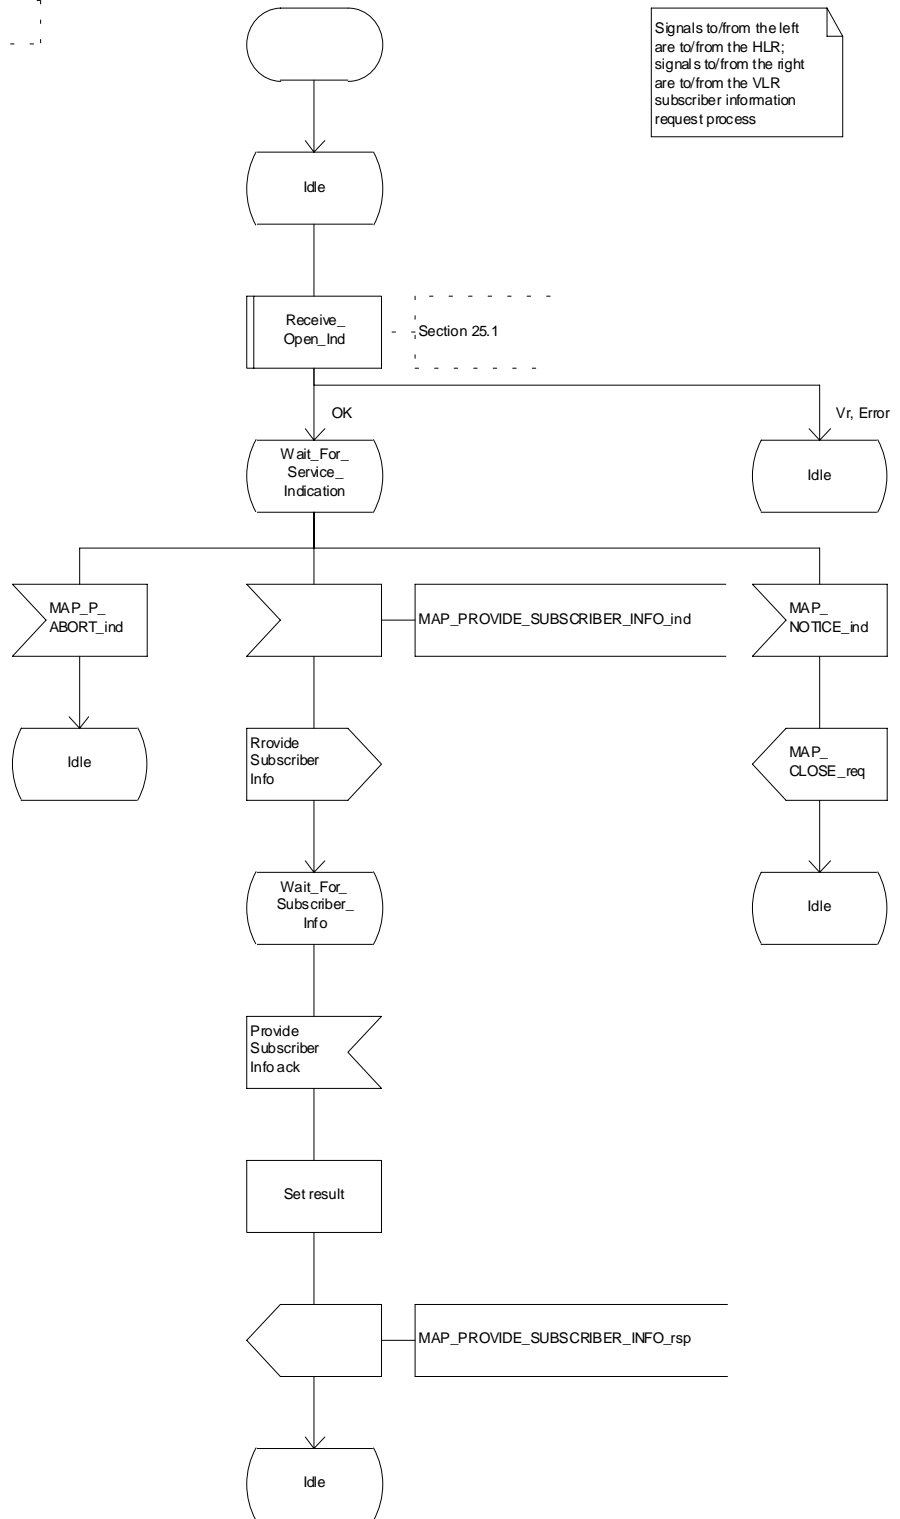 Signals to/from the left
are to/from the HLR;
signals to/from the right
are to/from the VLR
subscriber information
request process
Idle
Receive_
Open_Ind
Section 25.1
OK
Vr, Error
Wait_For_
Service_
Indication
Idle
MAP_P_
ABORT_ind
MAP_PROVIDE_SUBSCRIBER_INFO_ind
MAP_
NOTICE_ind
Idle
Rrovide
Subscriber
Info
MAP_
CLOSE_req
Wait_For_
Subscriber_
Info
Idle
Provide
Subscriber
Info ack
Set result
MAP_PROVIDE_SUBSCRIBER_INFO_rsp
Idle